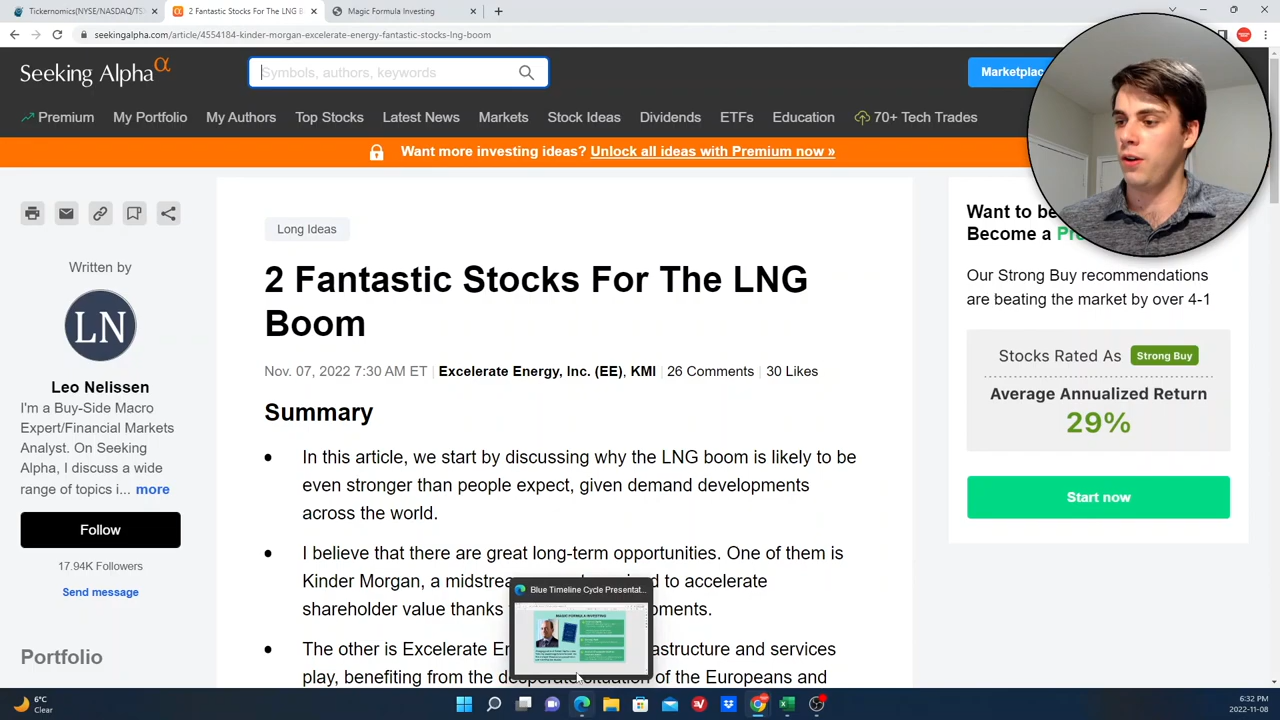 Tickernomics(NYSE/NASDAQ/TS
2 Fantastic Stocks For The LNG B
Magic Formula Investing
seekingalpha.com/article/4554184-kinder-morgan-excelerate-energy-fantastic-stocks-lng-boom
Seeking Alpha α
Symbols, authors, keywords
Marketplace
Premium My Portfolio My Authors Top Stocks Latest News Markets Stock Ideas Dividends ETFs Education 70+ Tech Trades
Want more investing ideas? Unlock all ideas with Premium now »
Written by
LN
Leo Nelissen
I'm a Buy-Side Macro
Expert/Financial Markets
Analyst. On Seeking
Alpha, I discuss a wide
range of topics i... more
Follow
17.94K Followers
Send message
Portfolio
Long Ideas
2 Fantastic Stocks For The LNG
Boom
Nov. 07, 2022 7:30 AM ET | Excelerate Energy, Inc. (EE), KMI | 26 Comments | 30 Likes
Summary
• In this article, we start by discussing why the LNG boom is likely to be
even stronger than people expect, given demand developments
across the world.
• I believe that there are great long-term opportunities. One of them is
Kinder Morgan, a midstre to accelerate
shareholder value thanks
• The other is Excelerate En astructure and services
play, benefiting from the desperate situation of the Europeans and
Blue Timeline Cycle Presentat...
MAGIC FORMULA INVESTING
Want to be
Become a
Our Strong Buy recommendations
are beating the market by over 4-1
Stocks Rated As Strong Buy
Average Annualized Return
29%
Start now
6°C
Clear
6:32 PM
2022-11-08